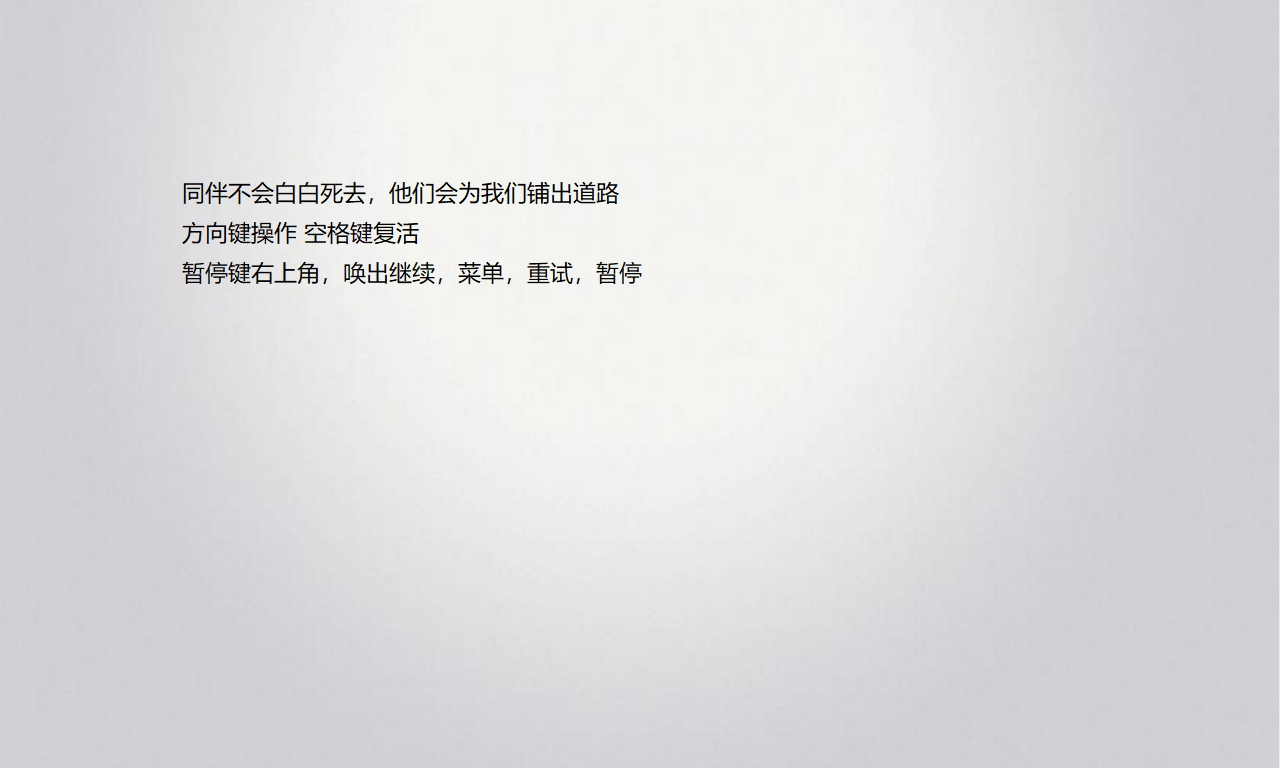 同伴不会白白死去，他们会为我们铺出道路
方向键操作 空格键复活
暂停键右上角，唤出继续，菜单，重试，暂停